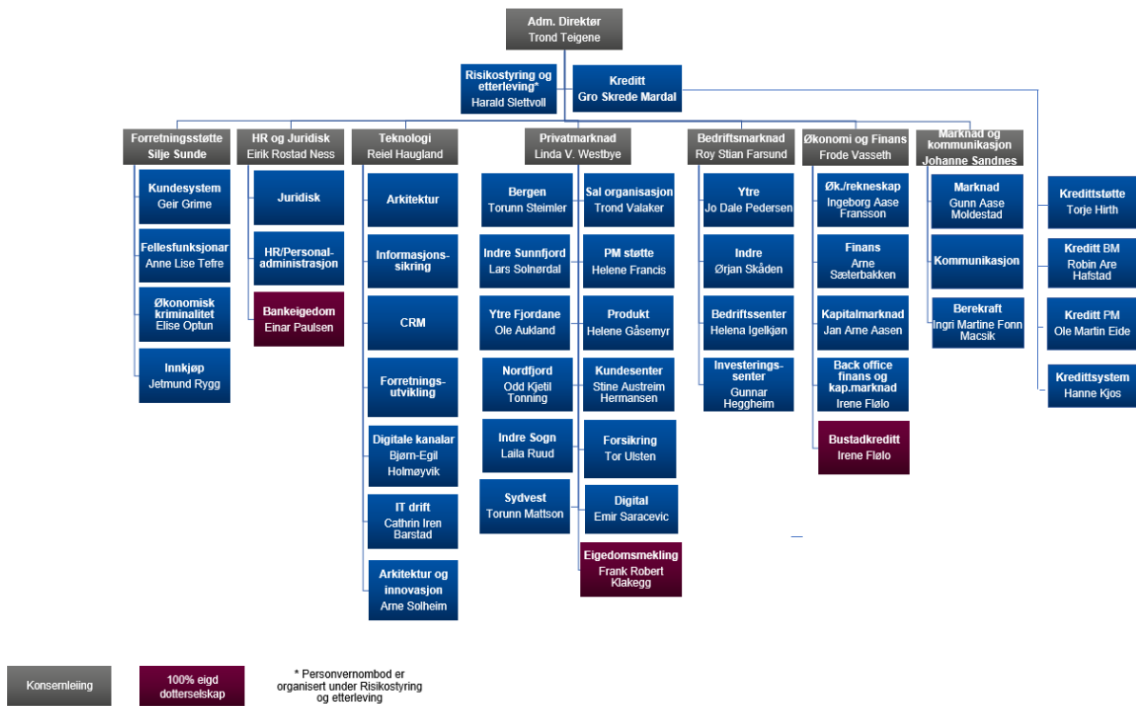 Adm. Direktør
Trond Teigene
Risikostyring og
etterleving*
Harald Slettvoll
Kreditt
Gro Skrede Mardal
Forretningsstøtte
Silje Sunde
HR og Juridisk
Eirik Rostad Ness
Teknologi
Reiel Haugland
Privatmarknad
Linda V. Westbye
Bedriftsmarknad
Roy Stian Farsund
Økonomi og Finans
Frode Vasseth
Marknad og
kommunikasjon
Johanne Sandnes
Kundesystem
Geir Grime
Fellesfunksjonar
Anne Lise Tefre
Økonomisk
kriminalitet
Elise Optun
Innkjøp
Jetmund Rygg
Juridisk
HR/Personal-
administrasjon
Bankeigedom
Einar Paulsen
Arkitektur
Informasjons-
sikring
CRM
Forretnings-
utvikling
Digitale kanalar
Bjørn-Egil
Holmøyvik
IT drift
Cathrin Iren
Barstad
Arkitektur og
innovasjon
Arne Solheim
Bergen
Torunn Steimler
Indre Sunnfjord
Lars Solnørdal
Ytre Fjordane
Ole Aukland
Nordfjord
Odd Kjetil
Tonning
Indre Sogn
Laila Ruud
Sydvest
Torunn Mattson
Sal organisasjon
Trond Valaker
PM støtte
Helene Francis
Produkt
Helene Gåsemyr
Kundesenter
Stine Austreim
Hermansen
Forsikring
Tor Ulsten
Digital
Emir Saracevic
Eigedomsmekling
Frank Robert
Klakegg
Ytre
Jo Dale Pedersen
Indre
Ørjan Skåden
Bedriftssenter
Helena Igelkjøn
Investerings-
senter
Gunnar
Heggheim
Øk./rekneskap
Ingeborg Aase
Fransson
Finans
Arne
Sæterbakken
Kapitalmarknad
Jan Arne Aasen
Back office
finans og
kap.marknad
Irene Flølo
Bustadkreditt
Irene Flølo
Marknad
Gunn Aase
Moldestad
Kommunikasjon
Berekraft
Ingri Martine Fonn
Macsik
Kredittstøtte
Torje Hirth
Kreditt BM
Robin Are
Hafstad
Kreditt PM
Ole Martin Eide
Kredittsystem
Hanne Kjos
Konsernleiing
100% eigd
dotterselskap
* Personvernombod er
organisert under Risikostyring
og etterleving